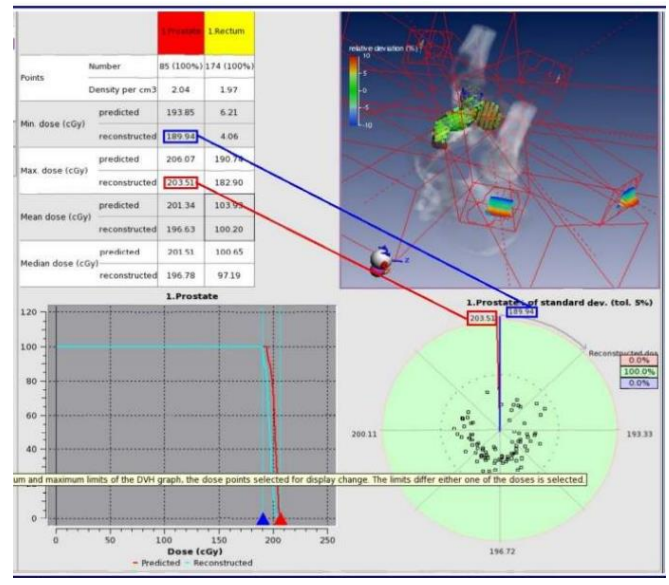 1.Prostate 1.Rectum
Points Number 85 (100%) 174 (100%)
Density per cm3 2.04 1.97
Min. dose (cGy) predicted 193.85 6.21
reconstructed 189.94 4.06
Max. dose (cGy) predicted 206.07 190.74
reconstructed 203.51 182.90
Mean dose (cGy) predicted 201.34 103.93
reconstructed 196.63 100.20
Median dose (cGy) predicted 201.51 100.65
reconstructed 196.78 97.19
relative deviation (%)
10
5
0
-5
-10
Z
1.Prostate
120
100
80
60
40
20
0
0 50 100 150 200 250
Dose (cGy)
Predicted Reconstructed
1.Prostate of standard dev. (tol. 5%)
203.51 189.94
Reconstructed dos
0.0%
100.0%
0.0%
200.11 193.33
196.72
um and maximum limits of the DVH graph, the dose points selected for display change. The limits differ either one of the doses is selected.